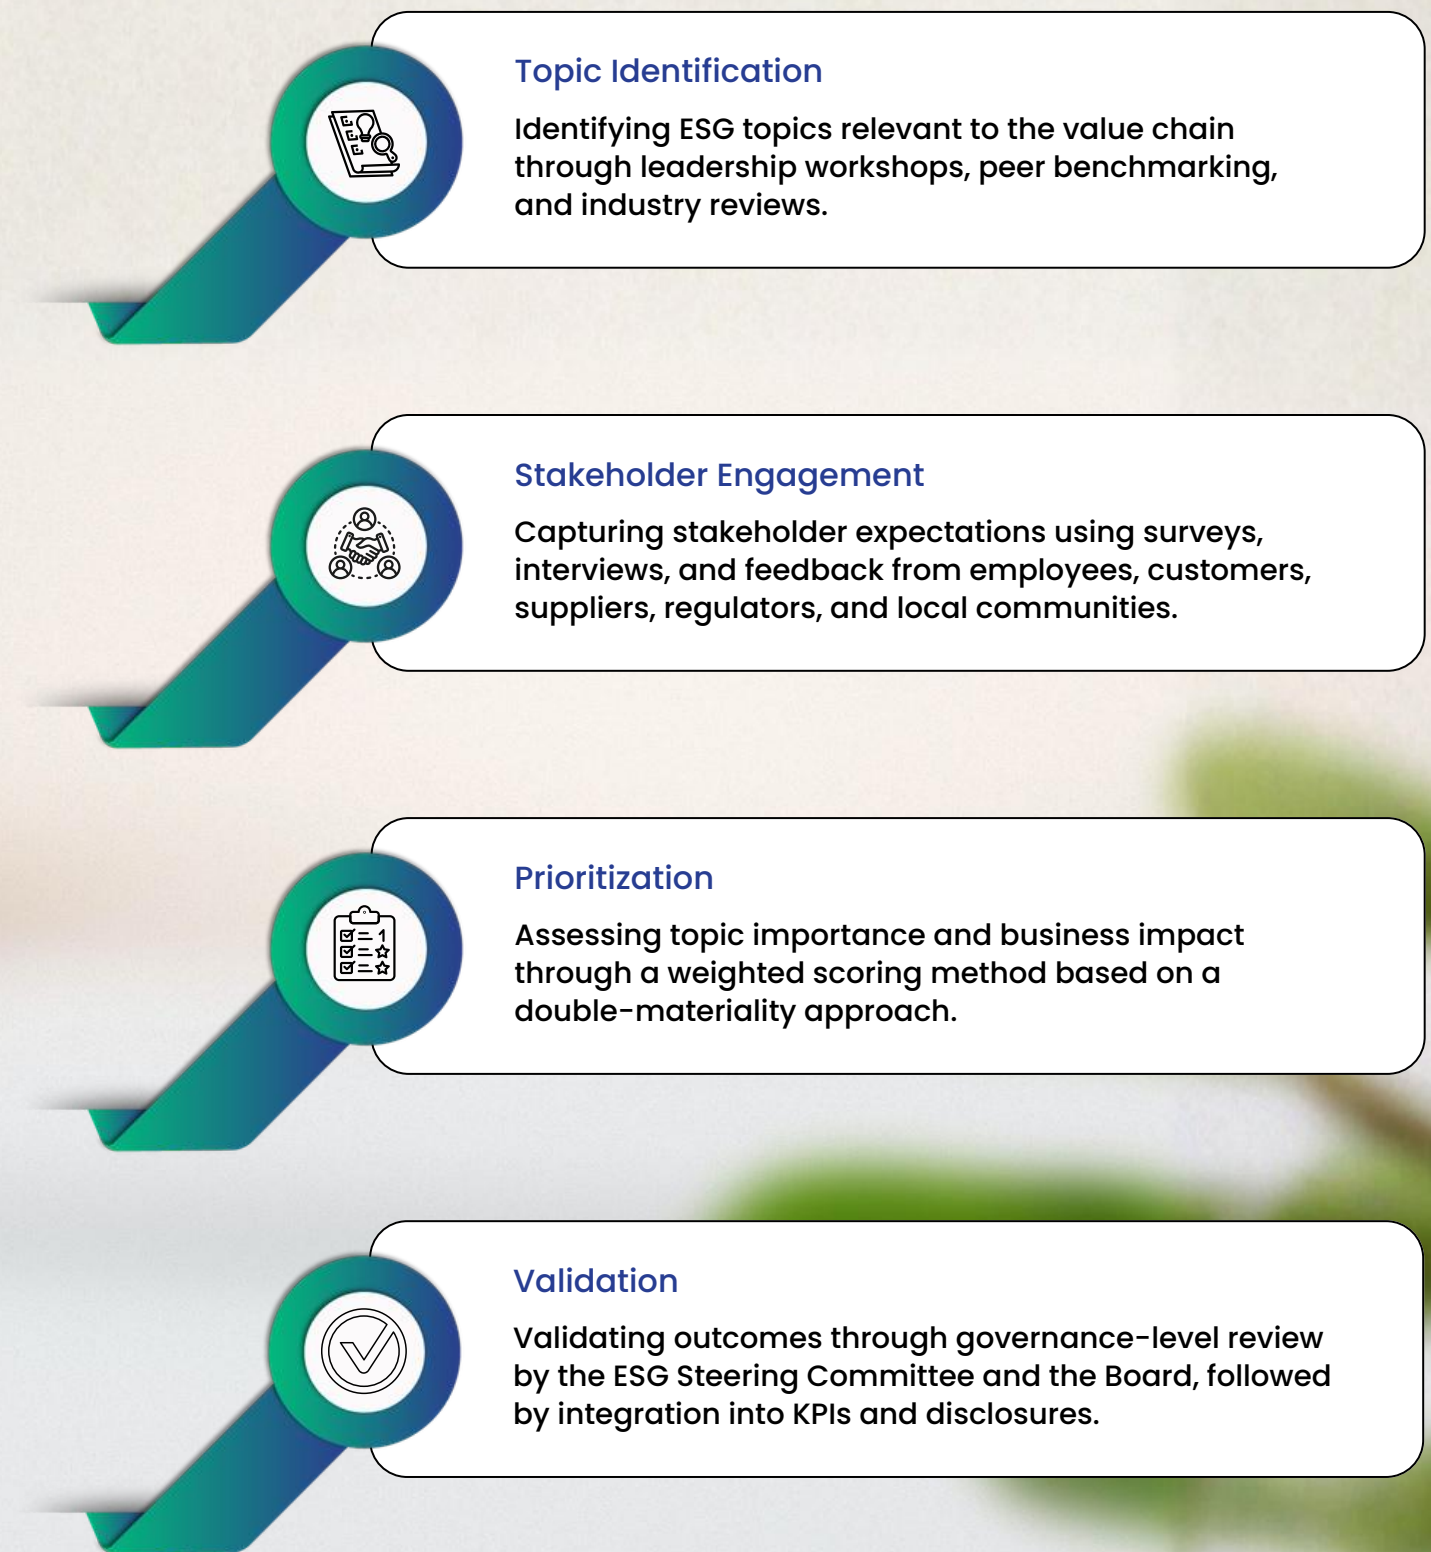 Topic Identification
Identifying ESG topics relevant to the value chain
through leadership workshops, peer benchmarking,
and industry reviews.
Stakeholder Engagement
Capturing stakeholder expectations using surveys,
interviews, and feedback from employees, customers,
suppliers, regulators, and local communities.
Prioritization
Assessing topic importance and business impact
through a weighted scoring method based on a
double-materiality approach.
Validation
Validating outcomes through governance-level review
by the ESG Steering Committee and the Board, followed
by integration into KPIs and disclosures.